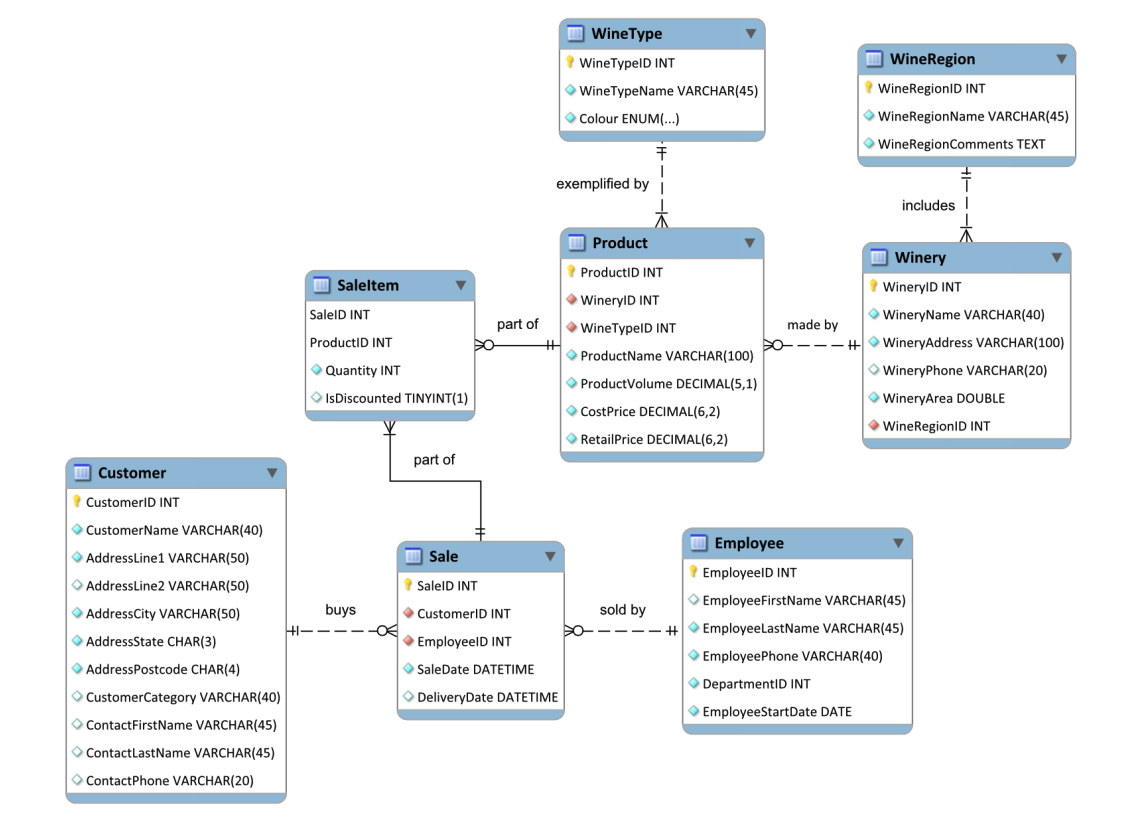 WineType
WineTypeID INT
WineTypeName VARCHAR(45)
Colour ENUM(...)
WineRegion
WineRegionID INT
WineRegionName VARCHAR(45)
WineRegionComments TEXT
exemplified by
includes
Product
ProductID INT
WineryID INT
WineTypeID INT
ProductName VARCHAR(100)
ProductVolume DECIMAL(5,1)
CostPrice DECIMAL(6,2)
RetailPrice DECIMAL(6,2)
Winery
WineryID INT
WineryName VARCHAR(40)
WineryAddress VARCHAR(100)
WineryPhone VARCHAR(20)
WineryArea DOUBLE
WineRegionID INT
made by
SaleItem
SaleID INT
ProductID INT
Quantity INT
IsDiscounted TINYINT(1)
part of
part of
Customer
CustomerID INT
CustomerName VARCHAR(40)
AddressLine1 VARCHAR(50)
AddressLine2 VARCHAR(50)
AddressCity VARCHAR(50)
AddressState CHAR(3)
AddressPostcode CHAR(4)
CustomerCategory VARCHAR(40)
ContactFirstName VARCHAR(45)
ContactLastName VARCHAR(45)
ContactPhone VARCHAR(20)
buys
Sale
SaleID INT
CustomerID INT
EmployeeID INT
SaleDate DATETIME
DeliveryDate DATETIME
sold by
Employee
EmployeeID INT
EmployeeFirstName VARCHAR(45)
EmployeeLastName VARCHAR(45)
EmployeePhone VARCHAR(40)
DepartmentID INT
EmployeeStartDate DATE